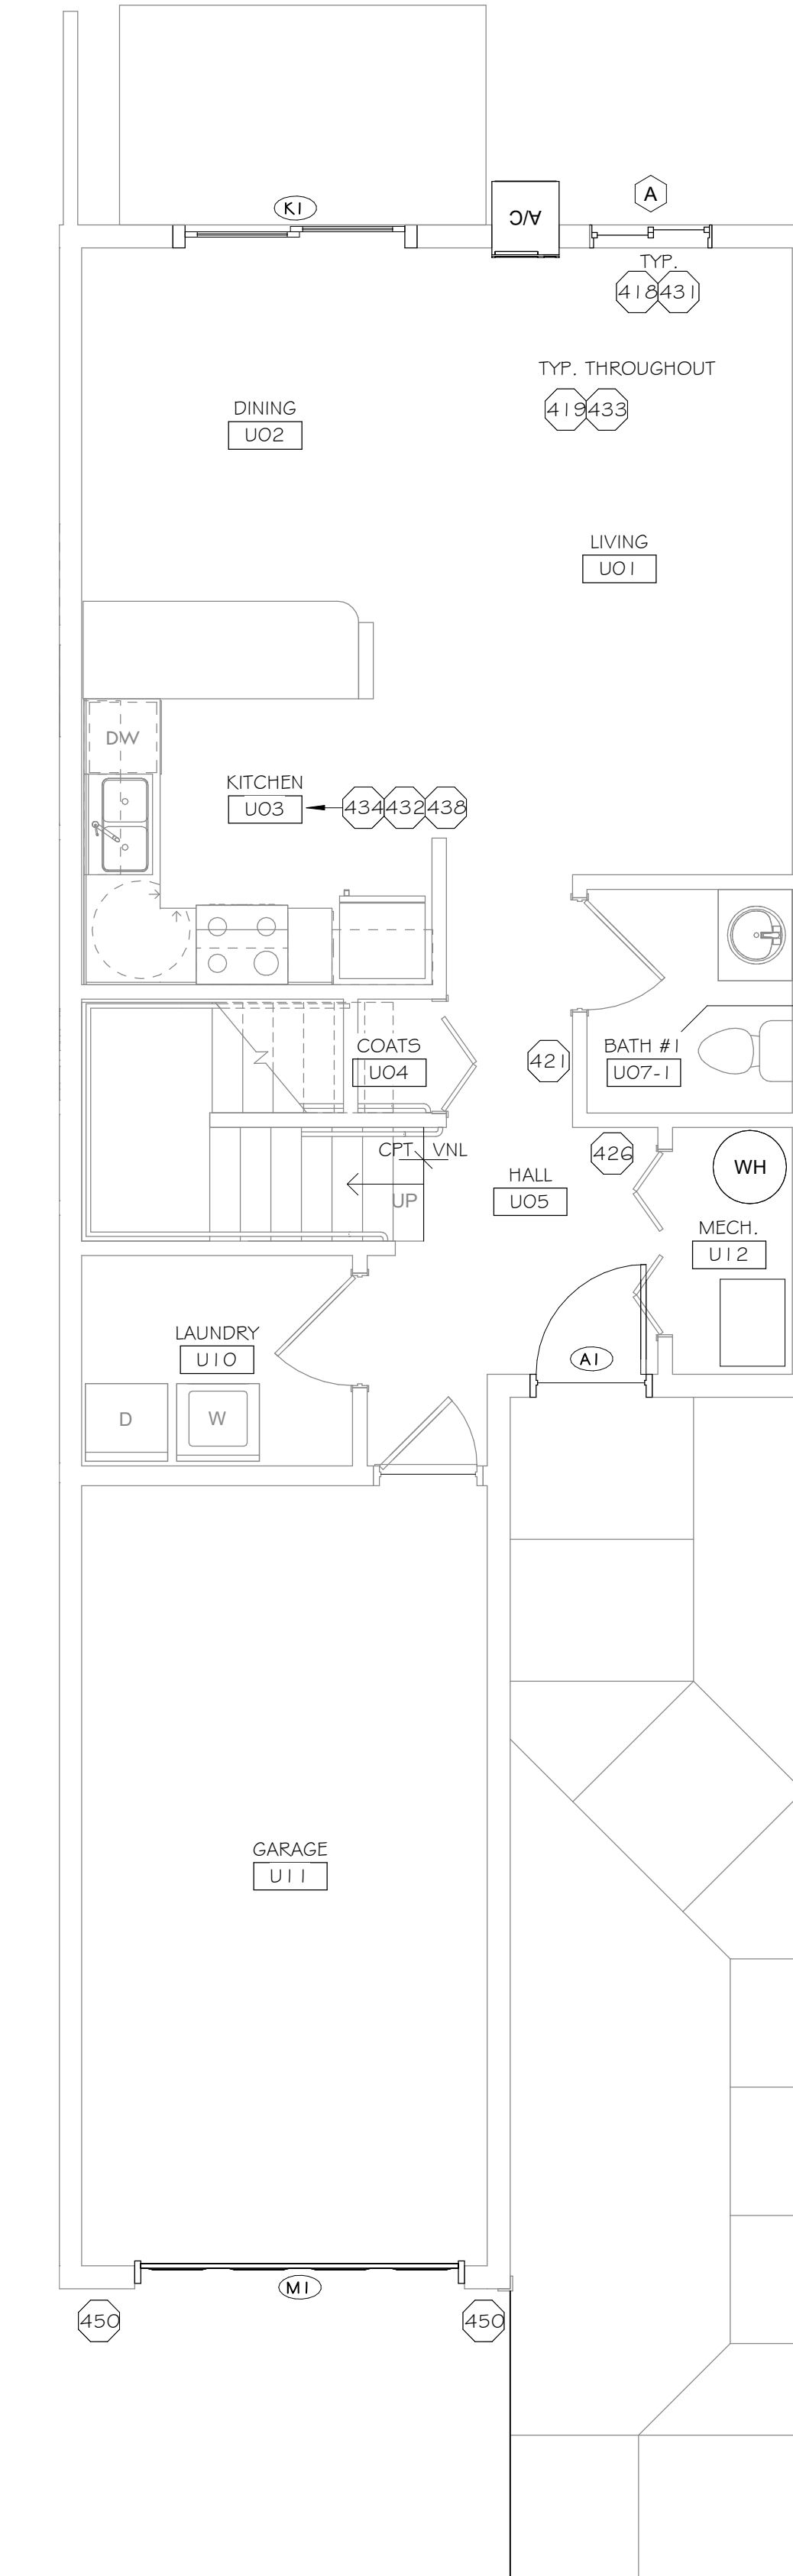 K1
A
A/C
TYP.
418 431
TYP. THROUGHOUT
419 433
DINING
U02
LIVING
U01
DW
KITCHEN
U03
434 432 438
COATS
U04
421
BATH #1
U07-1
CPT VNL
426
WH
HALL
U05
UP
MECH.
U12
LAUNDRY
U10
A1
D
W
GARAGE
U11
M1
450
450